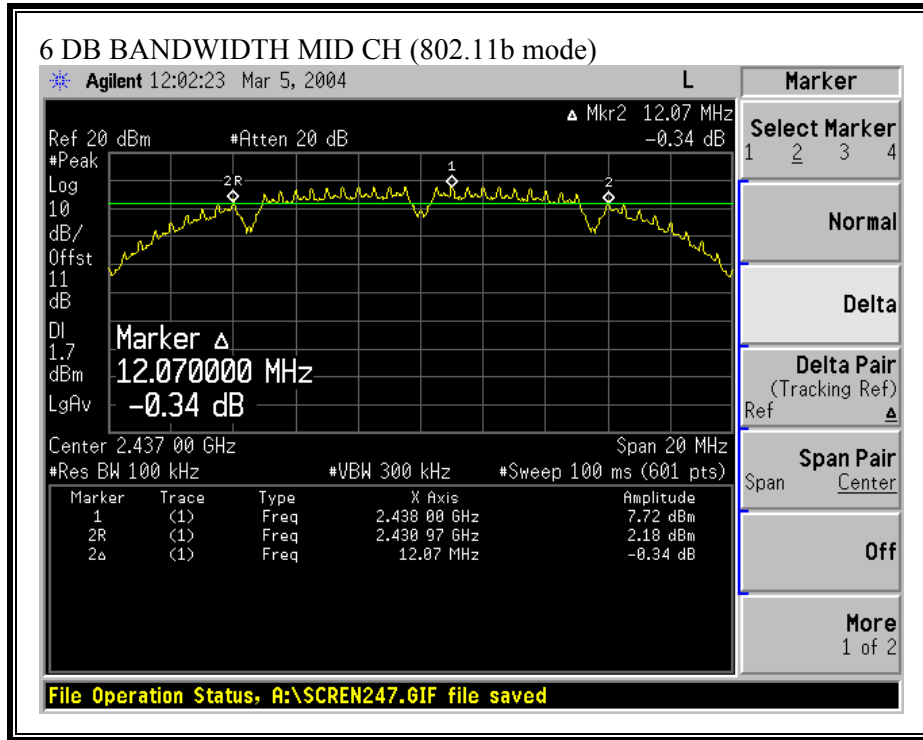 6 DB BANDWIDTH MID CH (802.11b mode)
Agilent 12:02:23 Mar 5, 2004 L
Δ Mkr2 12.07 MHz
Ref 20 dBm #Atten 20 dB -0.34 dB
#Peak
Log
10
dB/
Offst
11
dB
DI
1.7
dBm
LgAv
2R
1
2
Marker Δ
12.070000 MHz
-0.34 dB
Center 2.437 00 GHz Span 20 MHz
#Res BW 100 kHz #VBW 300 kHz #Sweep 100 ms (601 pts)
Marker Trace Type X Axis Amplitude
1 (1) Freq 2.438 00 GHz 7.72 dBm
2R (1) Freq 2.430 97 GHz 2.18 dBm
2Δ (1) Freq 12.07 MHz -0.34 dB
Marker
Select Marker
1 2 3 4
Normal
Delta
Delta Pair
(Tracking Ref)
Ref Δ
Span Pair
Span Center
Off
More
1 of 2
File Operation Status, A:\SCREN247.GIF file saved